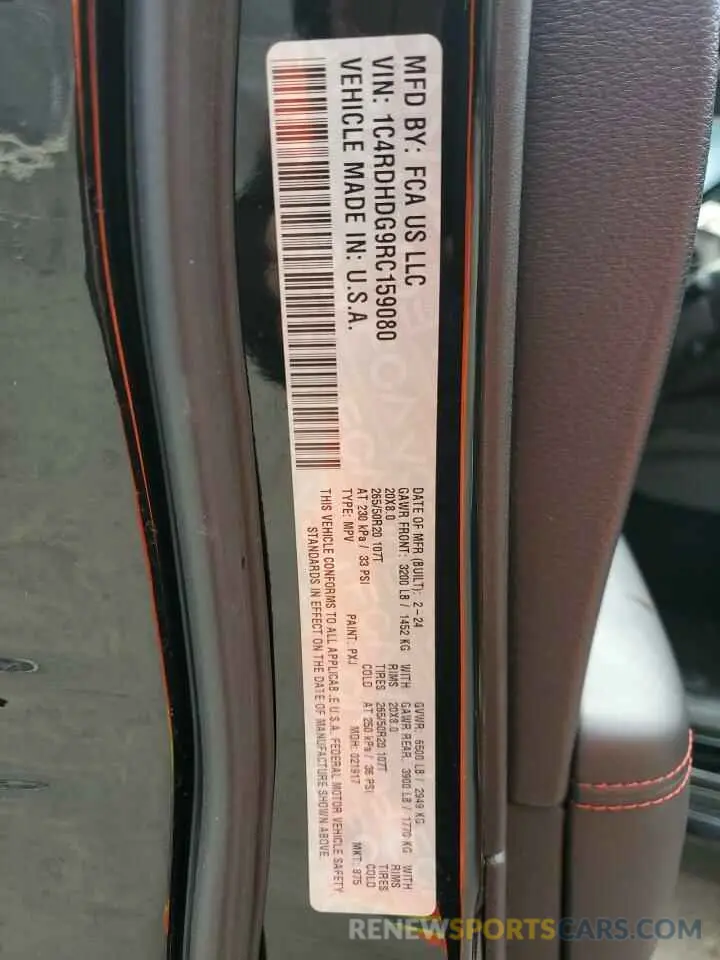 MFD BY: FCA US LLC
VIN: 1C4RDHDG9RC159080
VEHICLE MADE IN: U.S.A.
DATE OF MFR (BUILT): 2-24 GVWR: 6500 LB / 2949 KG
GAWR FRONT: 3200 LB / 1452 KG WITH GAWR REAR: 3900 LB / 1770 KG WITH
20X8.0 RIMS 20X8.0 RIMS
265/50R20 107T TIRES 265/50R20 107T
AT 230 kPa / 33 PSI COLD AT 250 kPa / 36 PSI COLD
TYPE: MPV PAINT: PXJ MDH: 021917 MKT: 975
THIS VEHICLE CONFORMS TO ALL APPLICABLE U.S.A. FEDERAL MOTOR VEHICLE SAFETY
STANDARDS IN EFFECT ON THE DATE OF MANUFACTURE SHOWN ABOVE
RENEWSPORTSCARS.COM